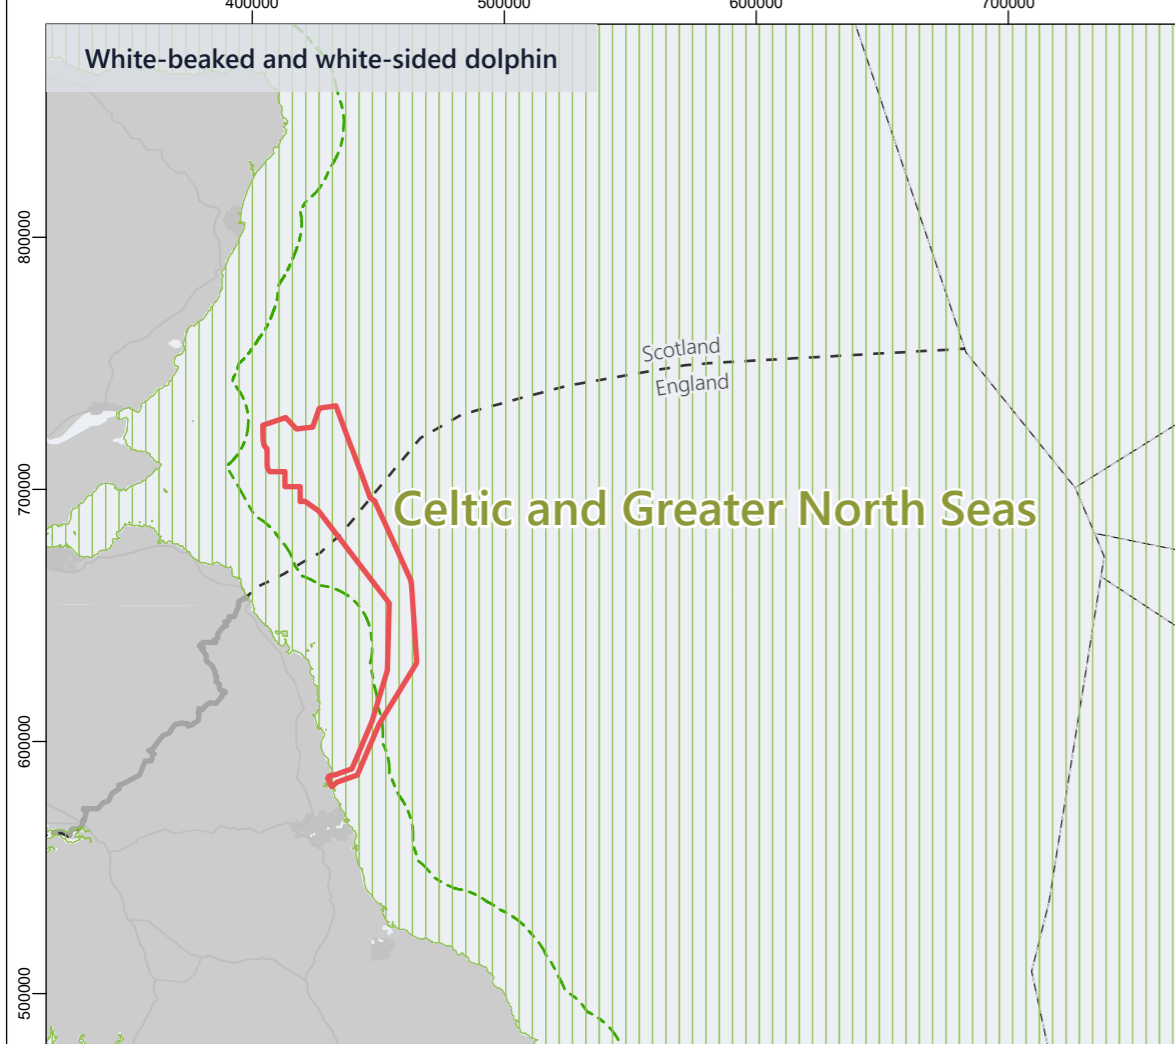 400000
500000
600000
700000
White-beaked and white-sided dolphin
800000
Scotland
England
700000
Celtic and Greater North Seas
600000
500000